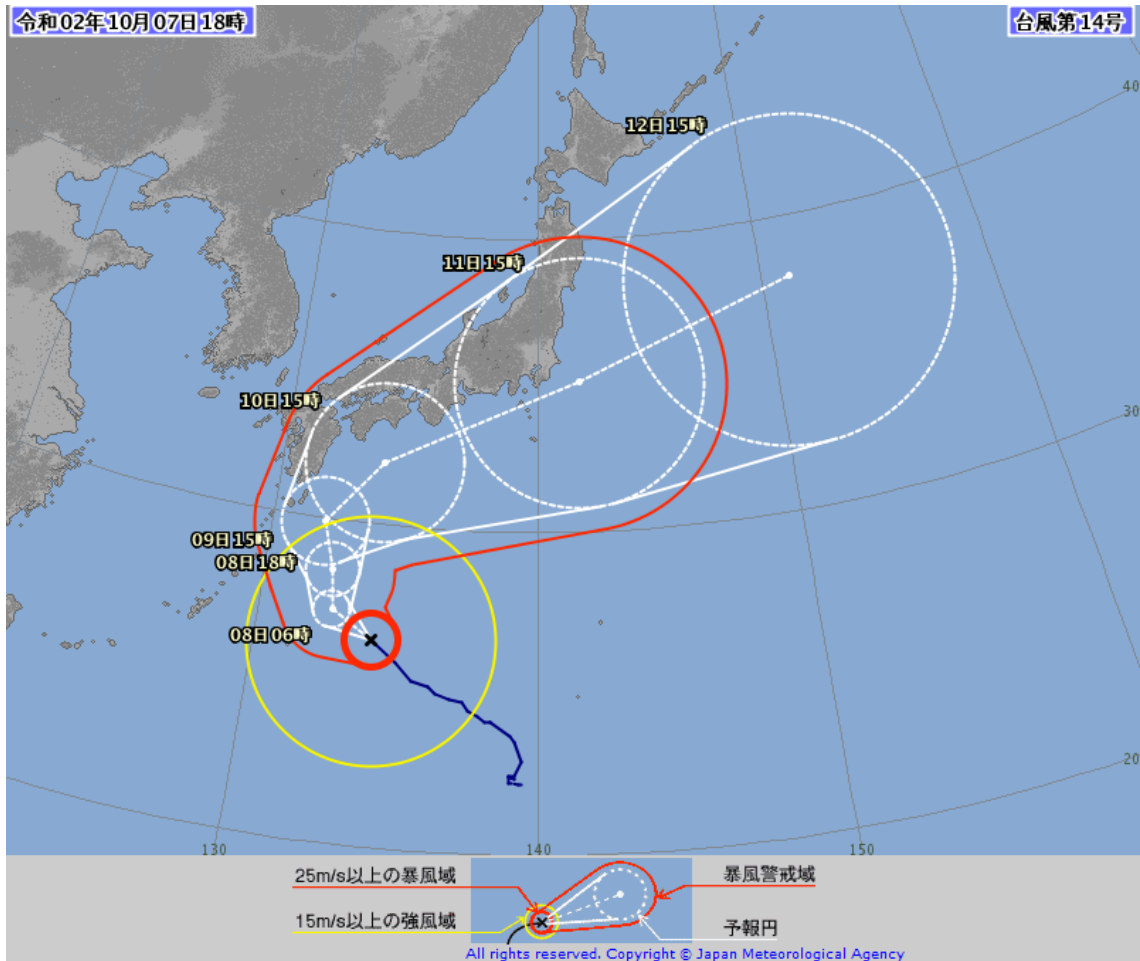 令和02年10月07日18時
台風第14号
40
12日15時
11日15時
10日15時
30
09日15時
08日18時
08日06時
20
130
140
150
25m/s以上の暴風域
暴風警戒域
15m/s以上の強風域
予報円
All rights reserved. Copyright © Japan Meteorological Agency